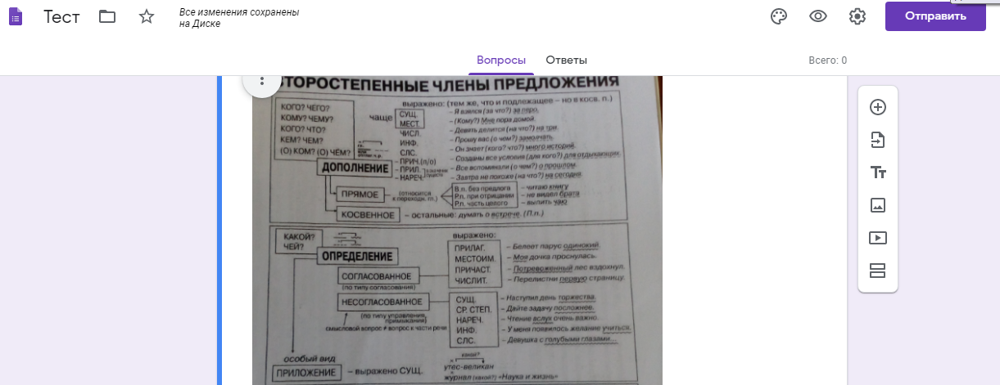 Тест
Все изменения сохранены
на Диске
Отправить
Вопросы
Ответы
Всего: 0
ВТОРОСТЕПЕННЫЕ ЧЛЕНЫ ПРЕДЛОЖЕНИЯ
КОГО? ЧЕГО?
КОМУ? ЧЕМУ?
КОГО? ЧТО?
КЕМ? ЧЕМ?
(О) КОМ? (О) ЧЁМ?
ДОПОЛНЕНИЕ
выражено: (тем же, что и подлежащее – но в косв. п.)
чаще
СУЩ. – Я взялся (за что?) за перо.
МЕСТ. – (Кому?) Мне пора домой.
ЧИСЛ. – Девять делится (на что?) на три.
ИНФ. – Прошу вас (о чем?) замолчать.
СЛС. – Он знает (кого? что?) много историй.
– ПРИЧ.(п/о) – Созданы все условия (для кого?) для отдыхающих.
– ПРИЛ. – Все вспоминали (о чем?) о прошлом.
– НАРЕЧ. – Завтра не похоже (на что?) на сегодня.
ПРЯМОЕ
(относится
к переходн. гл.)
В.п. без предлога – читаю книгу
Р.п. при отрицании – не видел брата
Р.п. часть целого – выпить чаю
КОСВЕННОЕ – остальные: думать о встрече. (П.п.)
КАКОЙ?
ЧЕЙ?
ОПРЕДЕЛЕНИЕ
выражено:
СОГЛАСОВАННОЕ
(по типу согласования)
ПРИЛАГ. – Белеет парус одинокий.
МЕСТОИМ. – Моя дочка проснулась.
ПРИЧАСТ. – Потревоженный лес вздохнул.
ЧИСЛИТ. – Перелистни первую страницу.
НЕСОГЛАСОВАННОЕ
(по типу управления,
примыкания)
смысловой вопрос ≠ вопрос к части речи
СУЩ. – Наступил день торжества.
СР. СТЕП. – Дайте задачу посложнее.
НАРЕЧ. – Чтение вслух очень важно.
ИНФ. – У меня появилось желание учиться.
СЛС. – Девушка с голубыми глазами...
особый вид
ПРИЛОЖЕНИЕ – выражено СУЩ.
какой?
утес-великан
журнал (какой?) «Наука и жизнь»